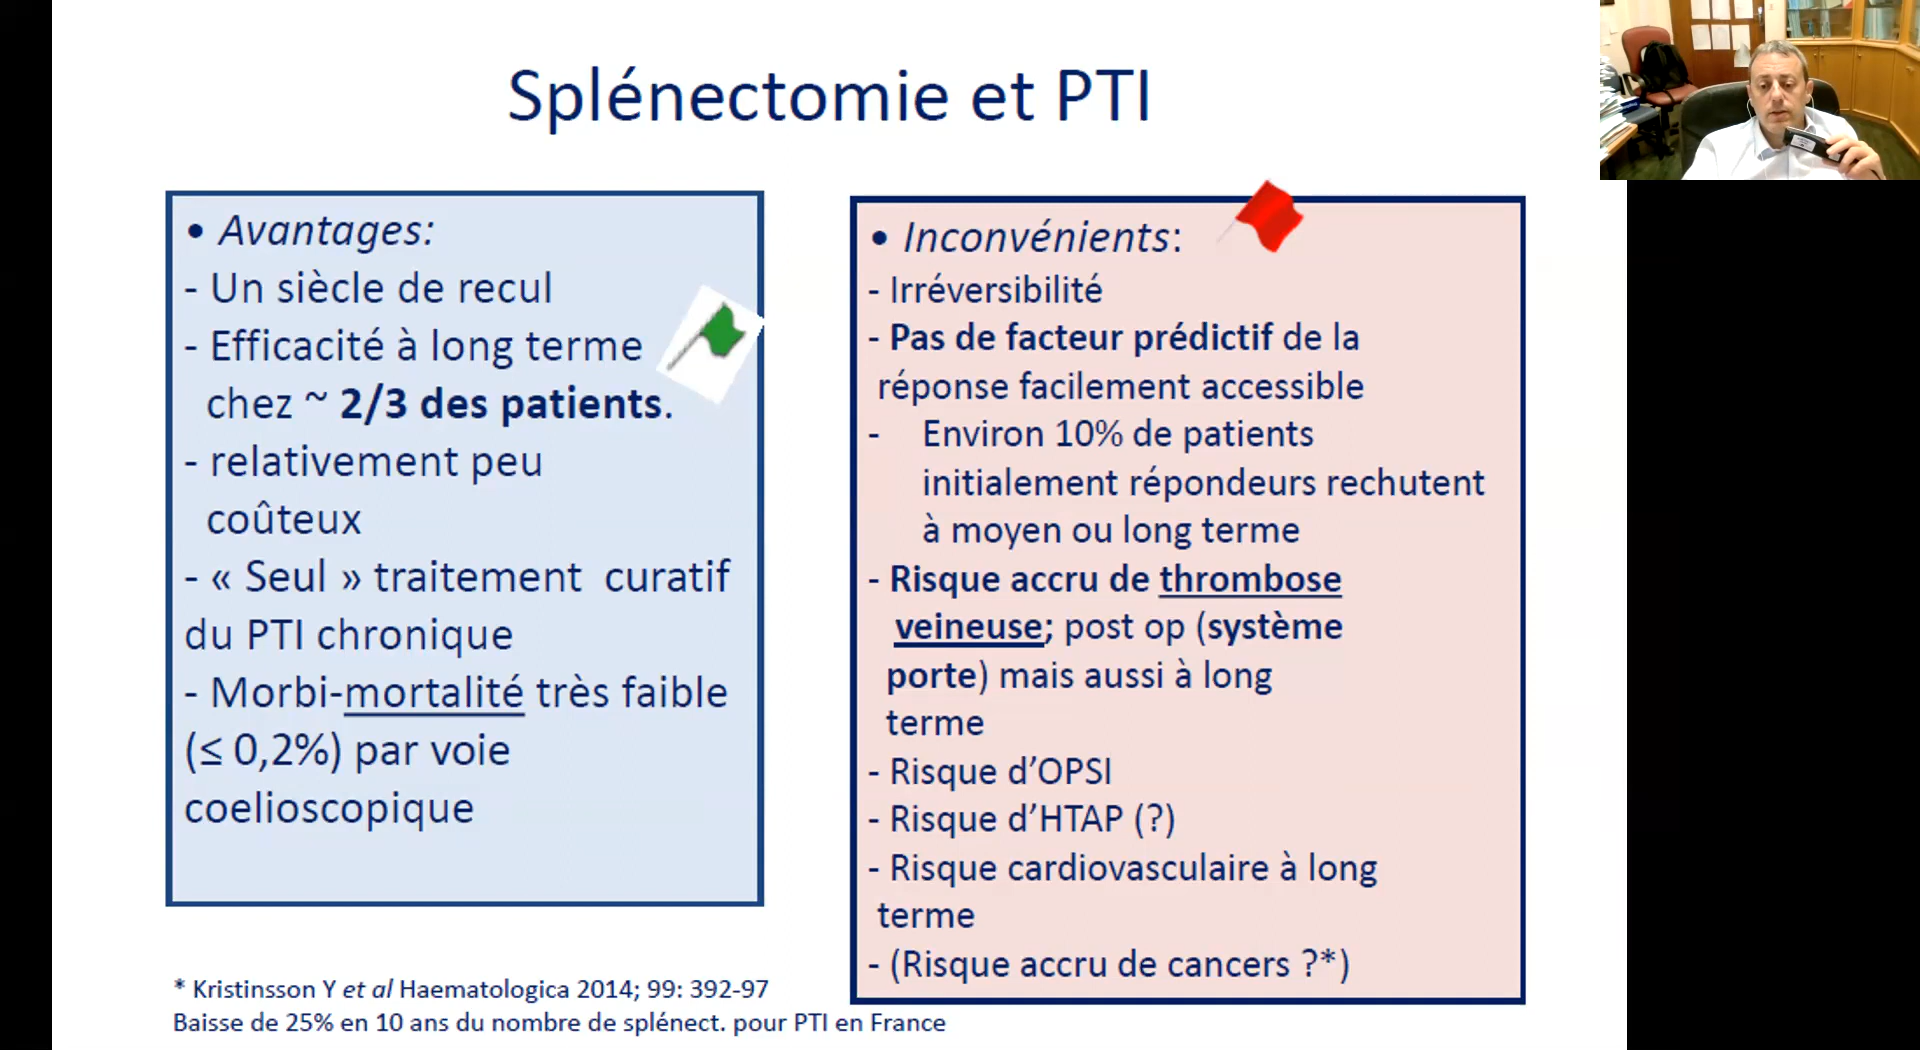 Splénectomie et PTI
• Avantages:
- Un siècle de recul
- Efficacité à long terme
chez ~ 2/3 des patients.
- relativement peu
coûteux
- « Seul » traitement curatif
du PTI chronique
- Morbi-mortalité très faible
(≤ 0,2%) par voie
coelioscopique
• Inconvénients:
- Irréversibilité
- Pas de facteur prédictif de la
réponse facilement accessible
- Environ 10% de patients
initialement répondeurs rechutent
à moyen ou long terme
- Risque accru de thrombose
veineuse; post op (système
porte) mais aussi à long
terme
- Risque d’OPSI
- Risque d’HTAP (?)
- Risque cardiovasculaire à long
terme
- (Risque accru de cancers ?*)
* Kristinsson Y et al Haematologica 2014; 99: 392-97
Baisse de 25% en 10 ans du nombre de splénect. pour PTI en France